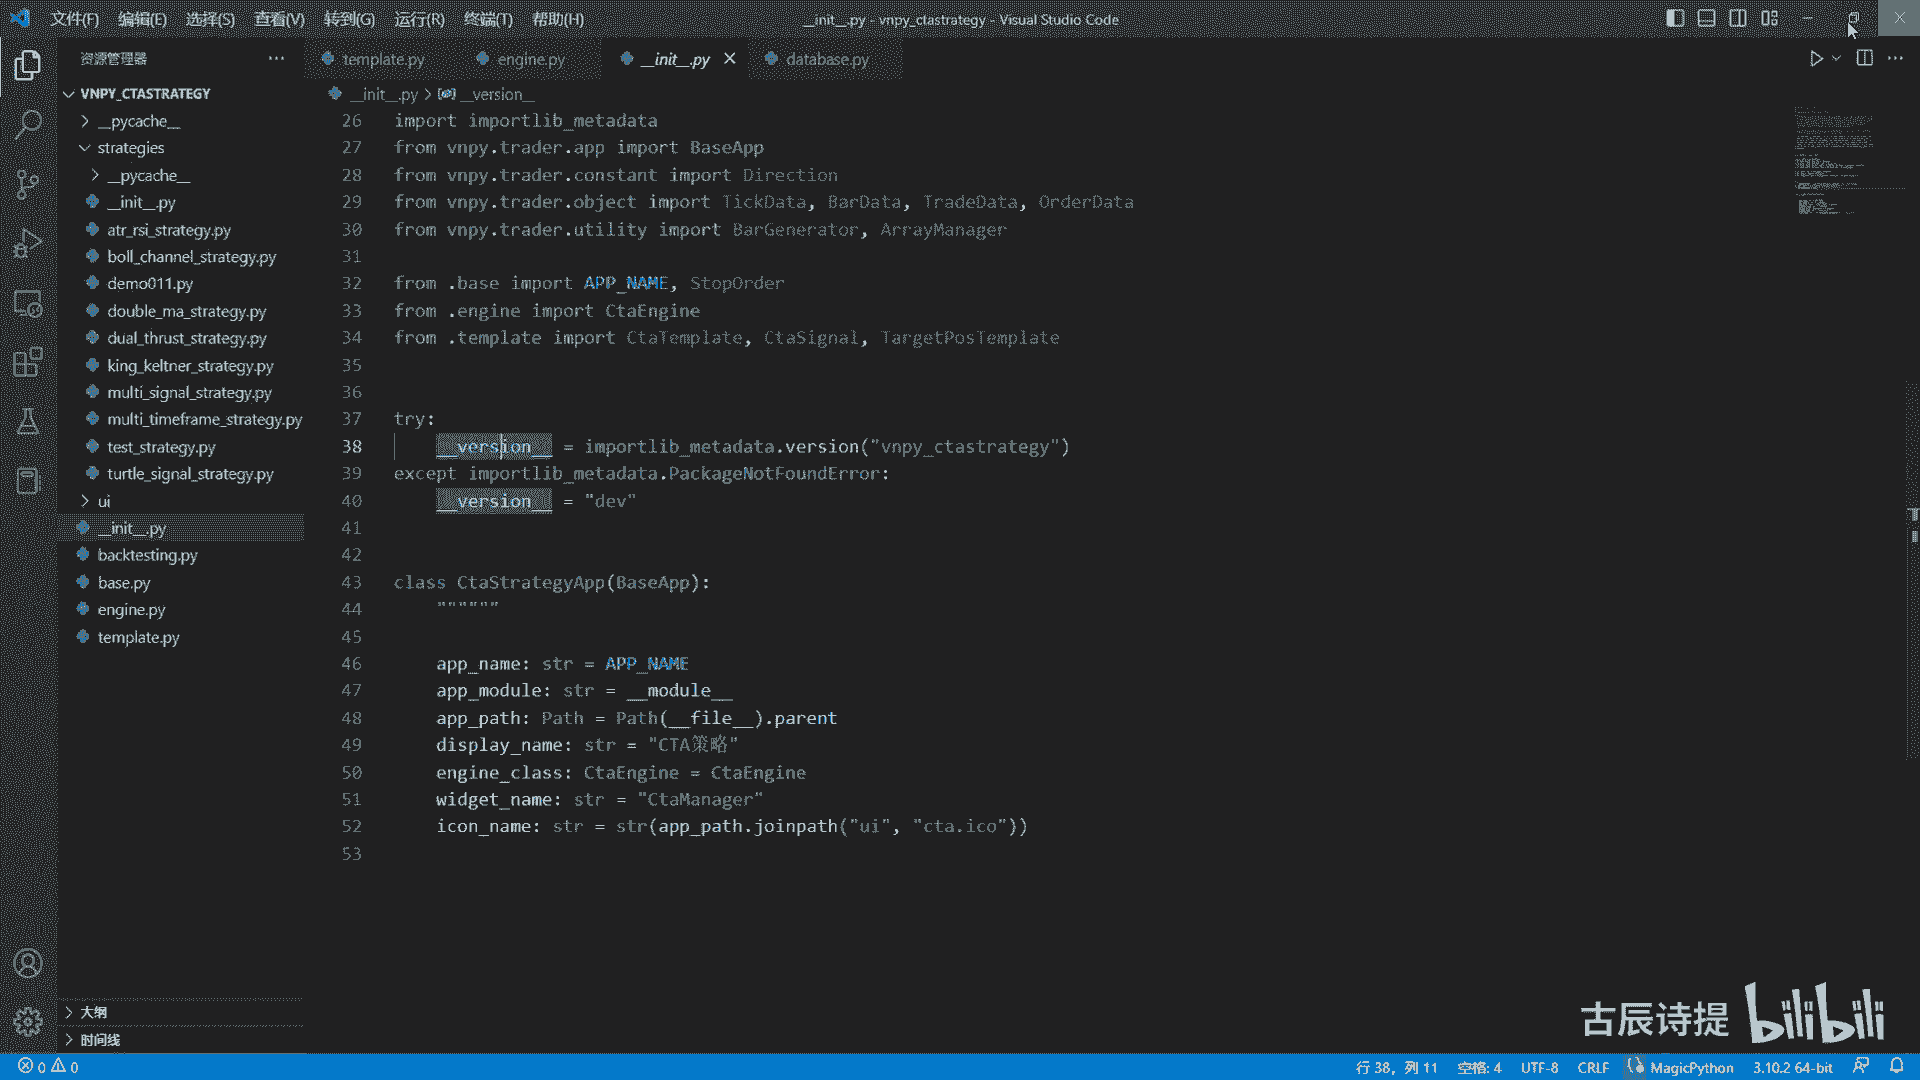 文件(F) 编辑(E) 选择(S) 查看(V) 转到(G) 运行(R) 终端(T) 帮助(H)
__init__.py - vnpy_ctastrategy - Visual Studio Code
资源管理器
template.py engine.py __init__.py database.py
VNPY_CTASTRATEGY
__pycache__
strategies
__pycache__
__init__.py
atr_rsi_strategy.py
boll_channel_strategy.py
demo011.py
double_ma_strategy.py
dual_thrust_strategy.py
king_keltner_strategy.py
multi_signal_strategy.py
multi_timeframe_strategy.py
test_strategy.py
turtle_signal_strategy.py
ui
__init__.py
backtesting.py
base.py
engine.py
template.py
大纲
时间线
__init__.py > __version__
26 import importlib_metadata
27 from vnpy.trader.app import BaseApp
28 from vnpy.trader.constant import Direction
29 from vnpy.trader.object import TickData, BarData, TradeData, OrderData
30 from vnpy.trader.utility import BarGenerator, ArrayManager
31
32 from .base import APP_NAME, StopOrder
33 from .engine import CtaEngine
34 from .template import CtaTemplate, CtaSignal, TargetPosTemplate
35
36
37 try:
38 __version__ = importlib_metadata.version("vnpy_ctastrategy")
39 except importlib_metadata.PackageNotFoundError:
40 __version__ = "dev"
41
42
43 class CtaStrategyApp(BaseApp):
44 """"""
45
46 app_name: str = APP_NAME
47 app_module: str = __module__
48 app_path: Path = Path(__file__).parent
49 display_name: str = "CTA策略"
50 engine_class: CtaEngine = CtaEngine
51 widget_name: str = "CtaManager"
52 icon_name: str = str(app_path.joinpath("ui", "cta.ico"))
53
古辰诗提 bilibili
0 0
行 38，列 11 空格: 4 UTF-8 CRLF MagicPython 3.10.2 64-bit